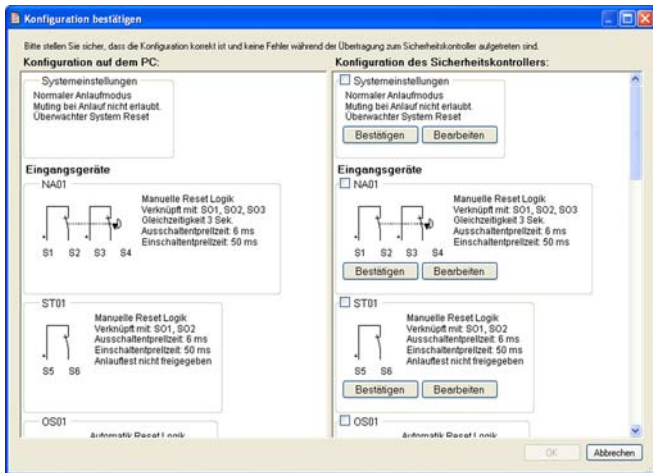 Konfiguration bestätigen
Bitte stellen Sie sicher, dass die Konfiguration korrekt ist und keine Fehler während der Übertragung zum Sicherheitskontroller aufgetreten sind.
Konfiguration auf dem PC:
Systemeinstellungen
Normaler Anlaufmodus
Muting bei Anlauf nicht erlaubt.
Überwachter System Reset
Eingangsgeräte
NA01
Manuelle Reset Logik
Verknüpft mit: SO1, SO2, SO3
Gleichzeitigkeit 3 Sek.
Ausschaltentprellzeit: 6 ms
Einschaltentprellzeit: 50 ms
S1 S2 S3 S4
ST01
Manuelle Reset Logik
Verknüpft mit: SO1, SO2
Ausschaltentprellzeit: 6 ms
Einschaltentprellzeit: 50 ms
Anlauftest nicht freigegeben
S5 S6
OS01
Automatik Reset Logik
Konfiguration des Sicherheitskontrollers:
Systemeinstellungen
Normaler Anlaufmodus
Muting bei Anlauf nicht erlaubt.
Überwachter System Reset
Bestätigen Bearbeiten
Eingangsgeräte
NA01
Manuelle Reset Logik
Verknüpft mit: SO1, SO2, SO3
Gleichzeitigkeit 3 Sek.
Ausschaltentprellzeit: 6 ms
Einschaltentprellzeit: 50 ms
S1 S2 S3 S4
Bestätigen Bearbeiten
ST01
Manuelle Reset Logik
Verknüpft mit: SO1, SO2
Ausschaltentprellzeit: 6 ms
Einschaltentprellzeit: 50 ms
Anlauftest nicht freigegeben
S5 S6
Bestätigen Bearbeiten
OS01
Automatik Reset Logik
OK Abbrechen